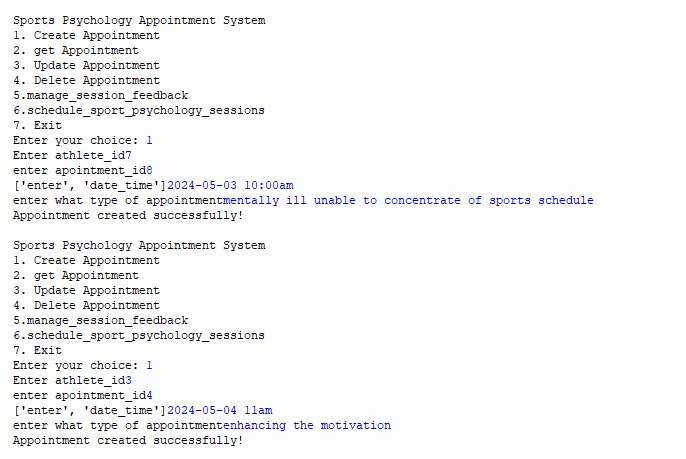 Sports Psychology Appointment System
1. Create Appointment
2. get Appointment
3. Update Appointment
4. Delete Appointment
5.manage_session_feedback
6.schedule_sport_psychology_sessions
7. Exit
Enter your choice: 1
Enter athlete_id7
enter apointment_id8
['enter', 'date_time']2024-05-03 10:00am
enter what type of appointmentmentally ill unable to concentrate of sports schedule
Appointment created successfully!
Sports Psychology Appointment System
1. Create Appointment
2. get Appointment
3. Update Appointment
4. Delete Appointment
5.manage_session_feedback
6.schedule_sport_psychology_sessions
7. Exit
Enter your choice: 1
Enter athlete_id3
enter apointment_id4
['enter', 'date_time']2024-05-04 11am
enter what type of appointmentenhancing the motivation
Appointment created successfully!